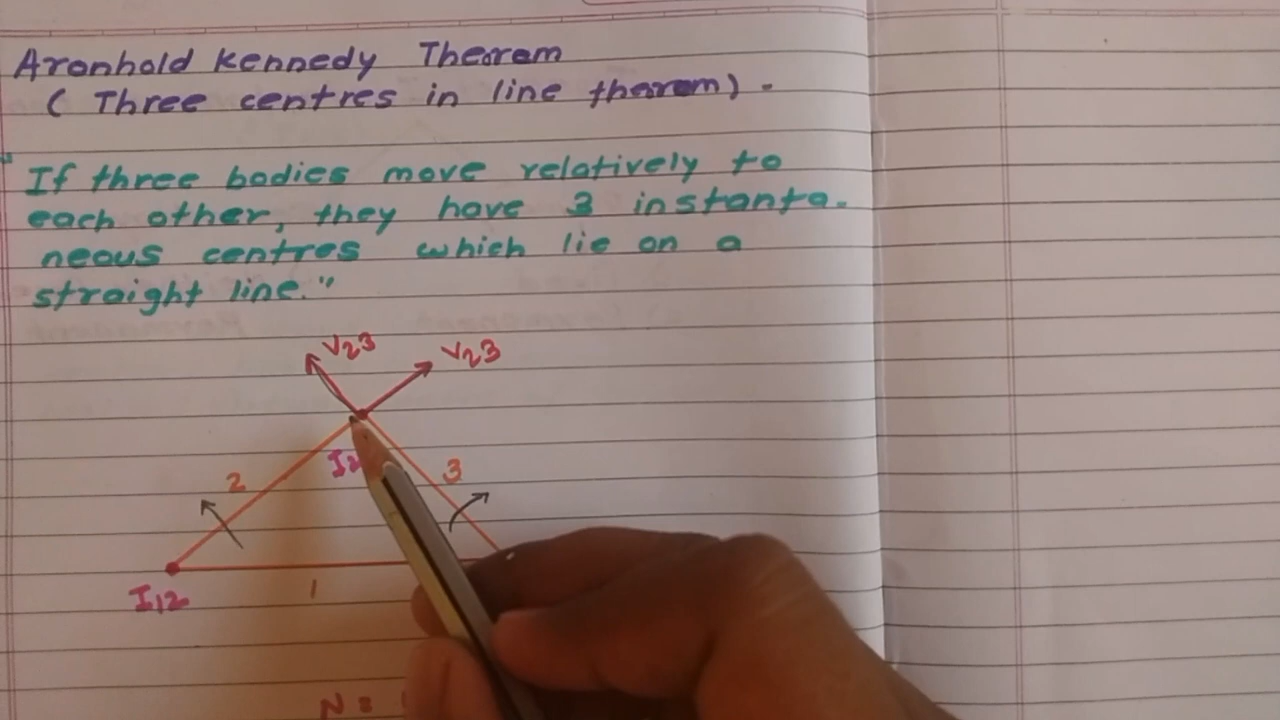 Aronhold Kennedy Theorem
( Three centres in line tharem) .
"If three bodies move relatively to
each other, they have 3 instanta-
neous centres which lie on a
straight line."
V23 V23
2 3
I12 1
N =